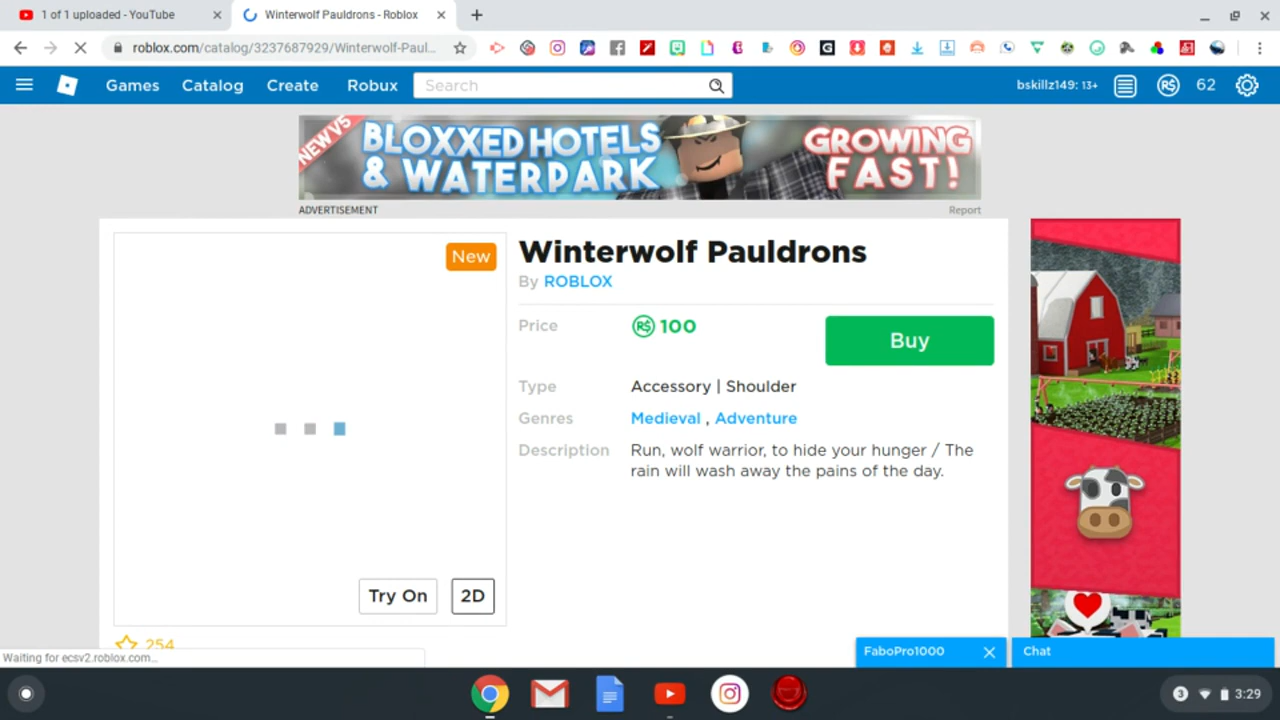 1 of 1 uploaded - YouTube
Winterwolf Pauldrons - Roblox
roblox.com/catalog/3237687929/Winterwolf-Paul...
Games
Catalog
Create
Robux
Search
bskillz149: 13+
R$
62
NEW V5
BLOXXED HOTELS
& WATERPARK
GROWING
FAST!
ADVERTISEMENT
Report
New
Winterwolf Pauldrons
By ROBLOX
Price
R$ 100
Buy
Type
Accessory | Shoulder
Genres
Medieval , Adventure
Description
Run, wolf warrior, to hide your hunger / The
rain will wash away the pains of the day.
Try On
2D
254
Waiting for ecsv2.roblox.com...
FaboPro1000
Chat
3
3:29